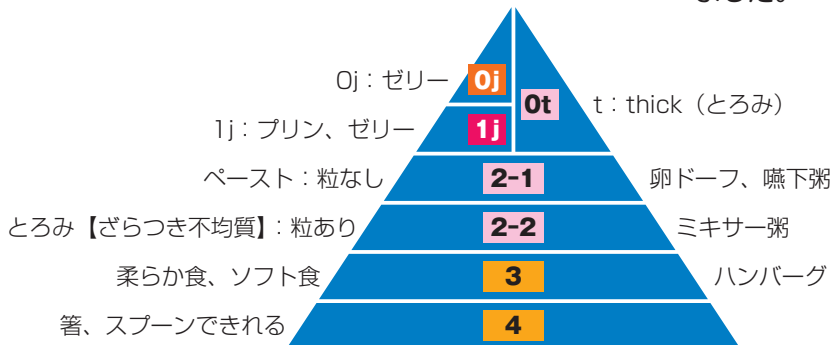 0j：ゼリー
0j
0t
t：thick（とろみ）
1j：プリン、ゼリー
1j
ペースト：粒なし
2-1
卵ドーフ、嚥下粥
とろみ【ざらつき不均質】：粒あり
2-2
ミキサー粥
柔らか食、ソフト食
3
ハンバーグ
箸、スプーンできれる
4